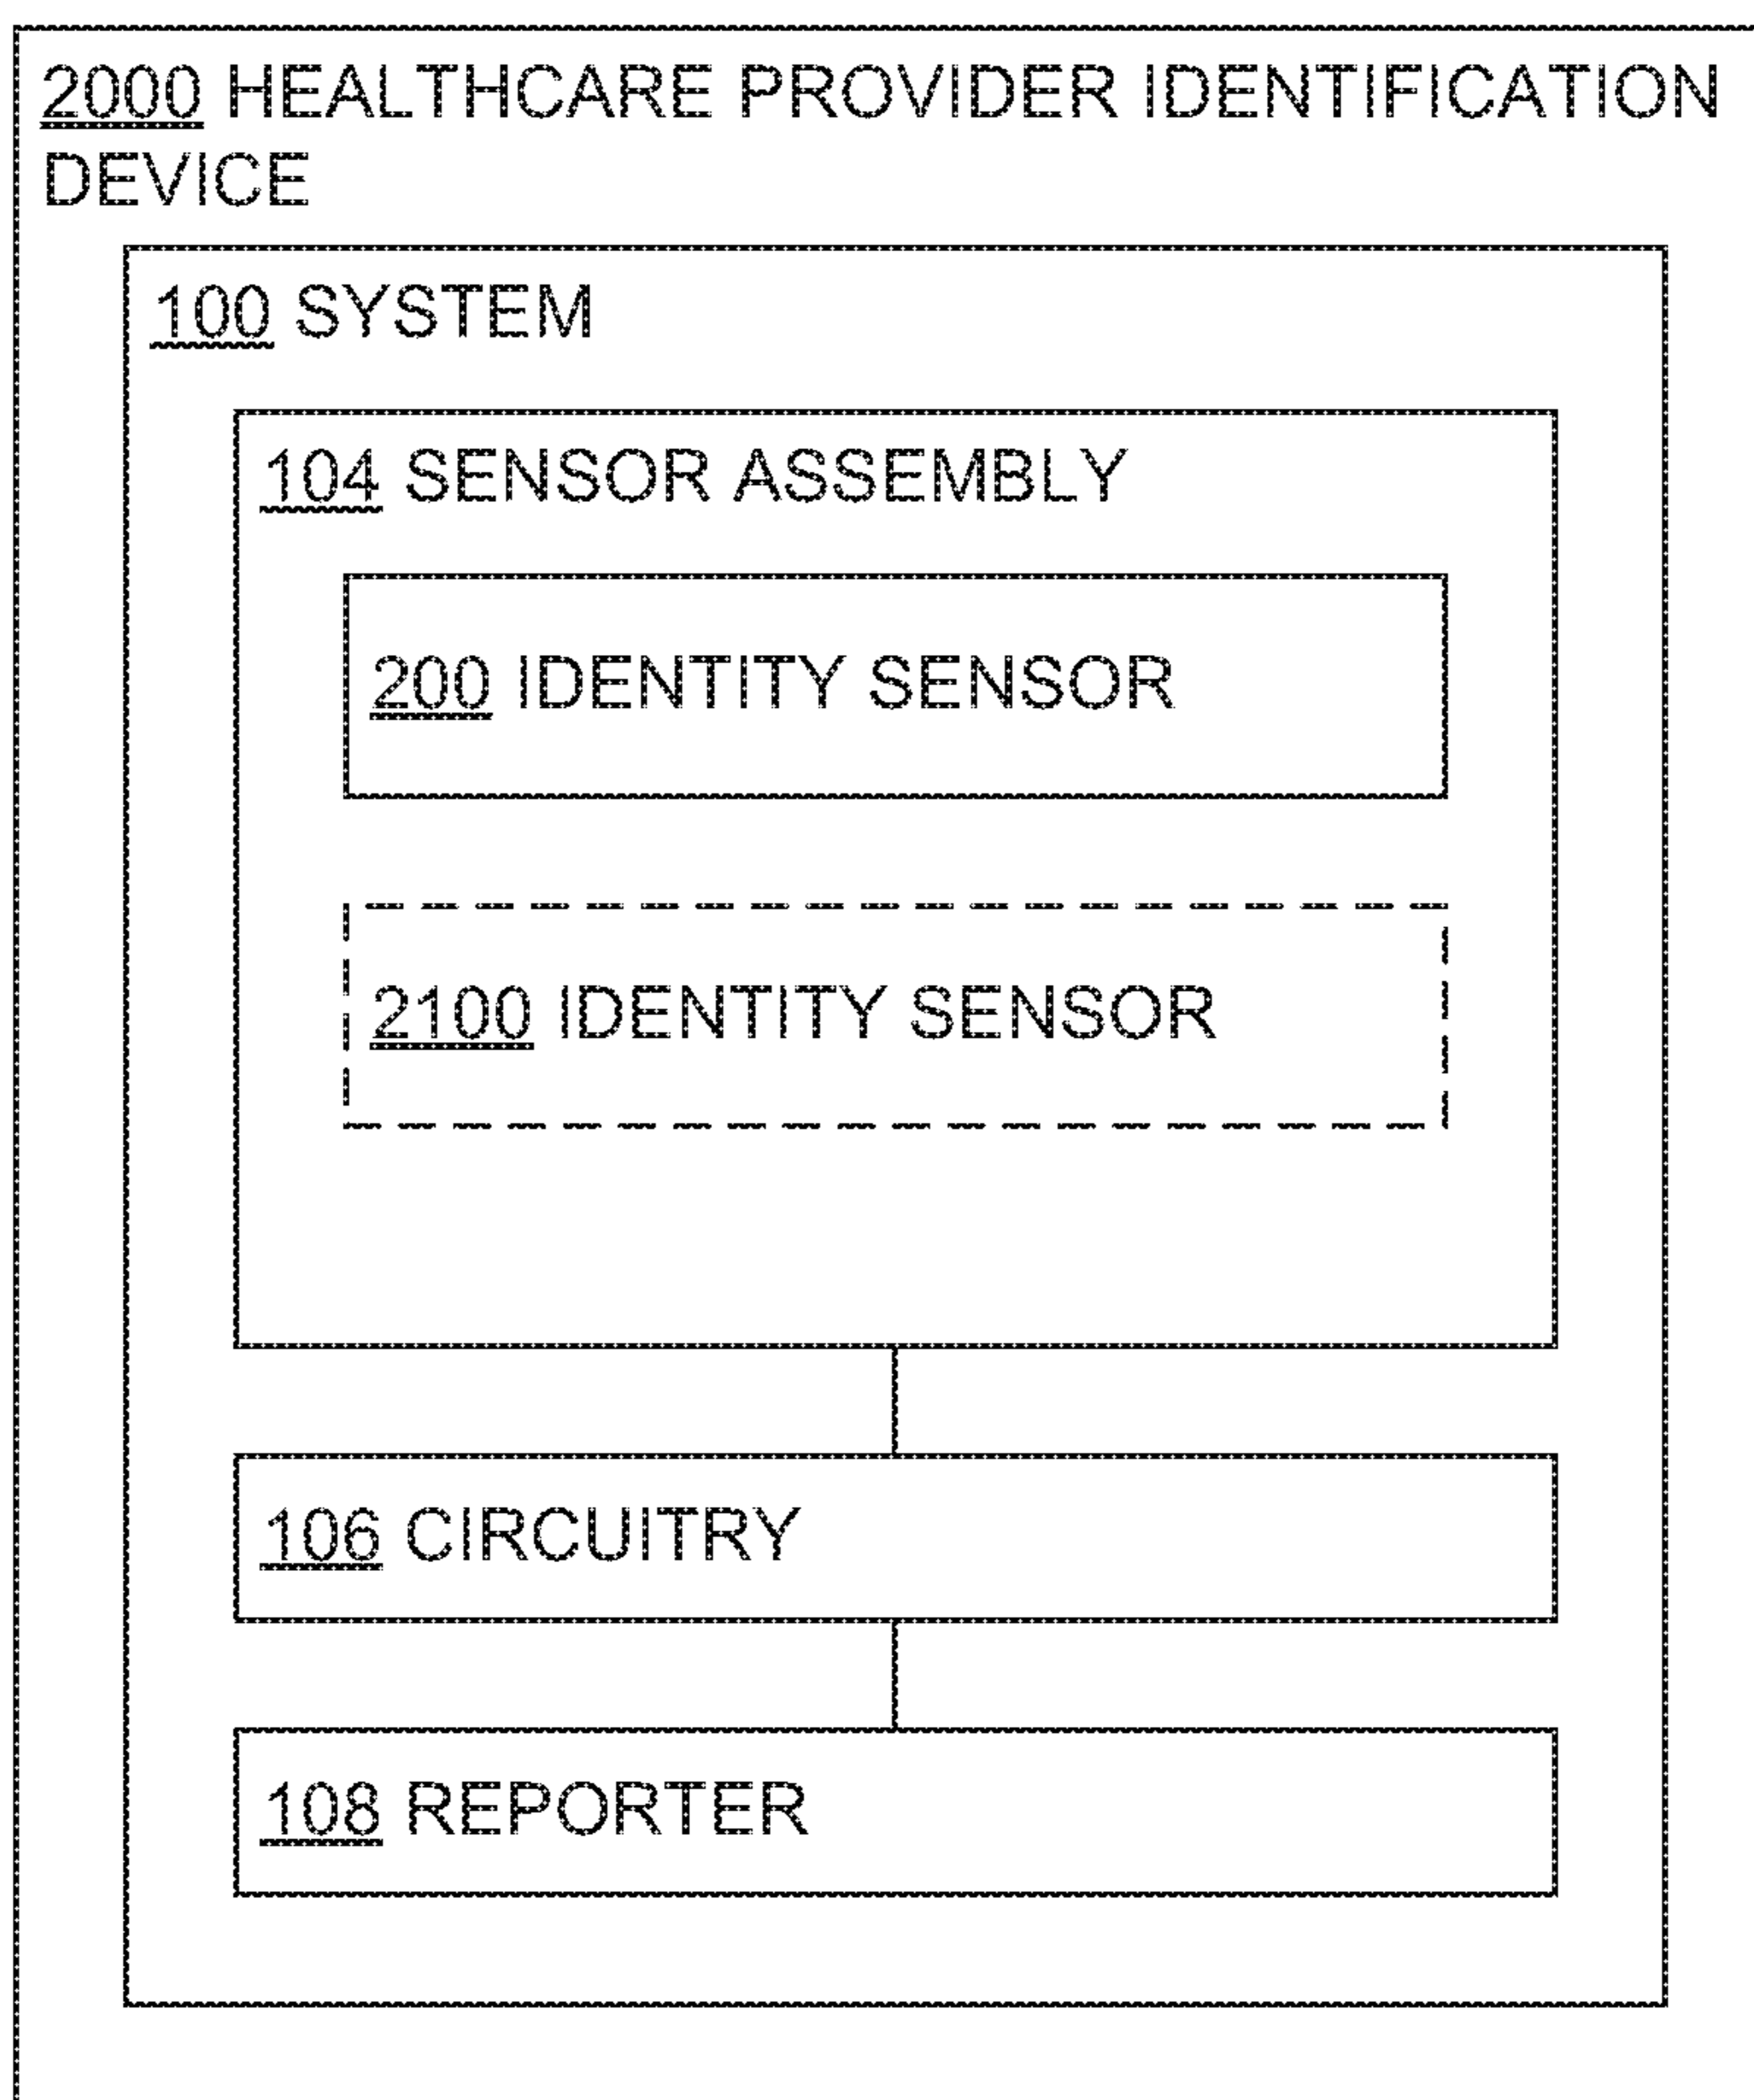 2000 HEALTHCARE PROVIDER IDENTIFICATION
DEVICE
100 SYSTEM
104 SENSOR ASSEMBLY
200 IDENTITY SENSOR
2100 IDENTITY SENSOR
106 CIRCUITRY
108 REPORTER